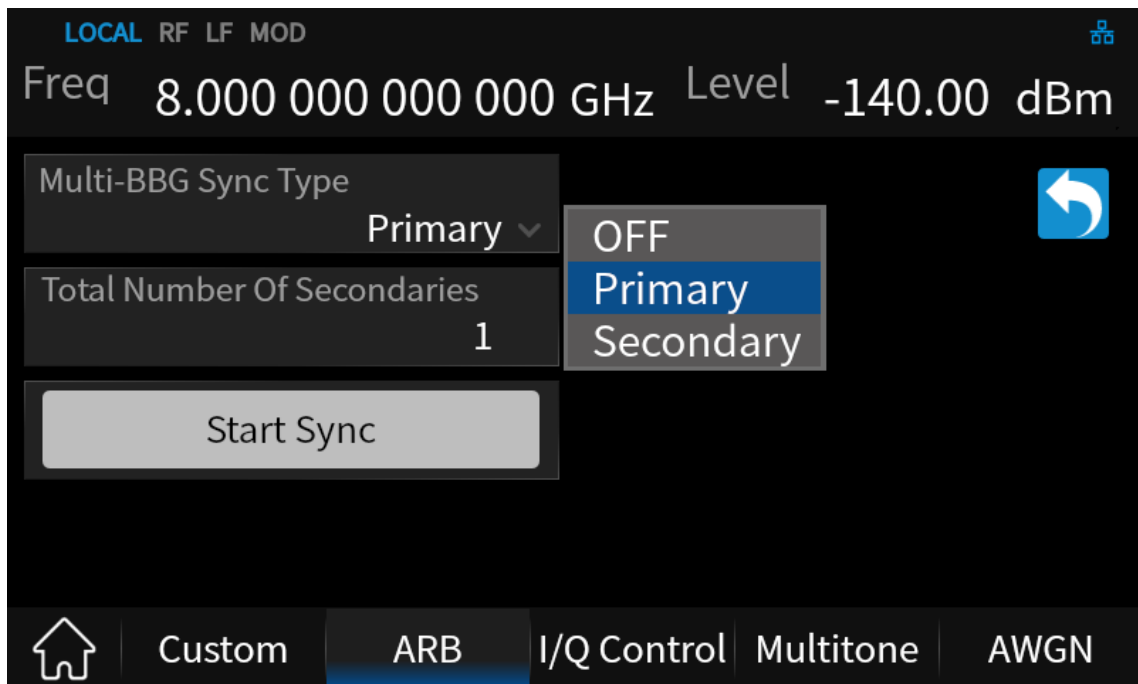 LOCAL RF LF MOD
Freq 8.000 000 000 000 GHz Level -140.00 dBm
Multi-BBG Sync Type
Primary
OFF
Primary
Secondary
Total Number Of Secondaries
1
Start Sync
Custom ARB I/Q Control Multitone AWGN